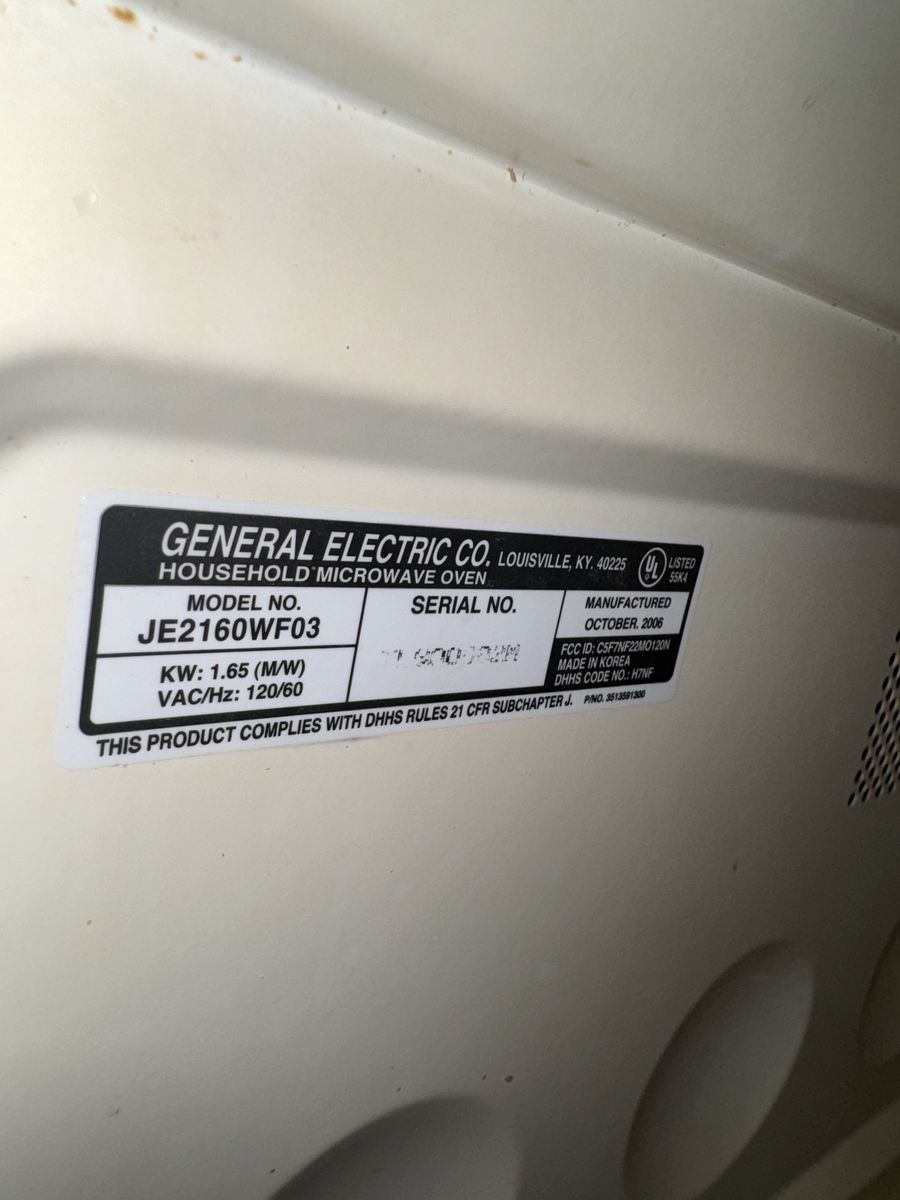 GENERAL ELECTRIC CO. LOUISVILLE, KY. 40225
HOUSEHOLD MICROWAVE OVEN
UL LISTED
55K4
MODEL NO.
JE2160WF03
KW: 1.65 (M/W)
VAC/Hz: 120/60
SERIAL NO.
MANUFACTURED
OCTOBER. 2006
FCC ID: C5F7NF22MO120N
MADE IN KOREA
DHHS CODE NO.: H7NF
THIS PRODUCT COMPLIES WITH DHHS RULES 21 CFR SUBCHAPTER J. P/NO. 3513591300